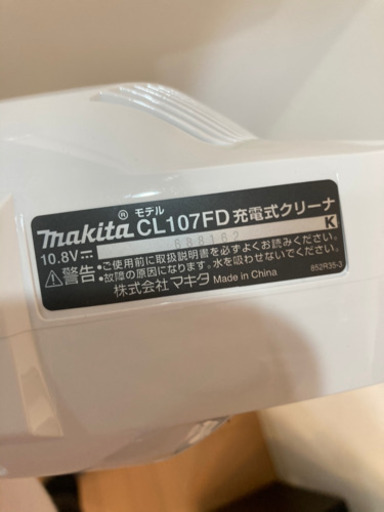 makita® モデル CL107FD 充電式クリーナ
10.8V⎓ 688162 K
⚠警告 •ご使用前に取扱説明書を必ずよくお読みください。
•故障の原因になります。水を吸わせないでください。
株式会社 マキタ Made in China 852R35-3